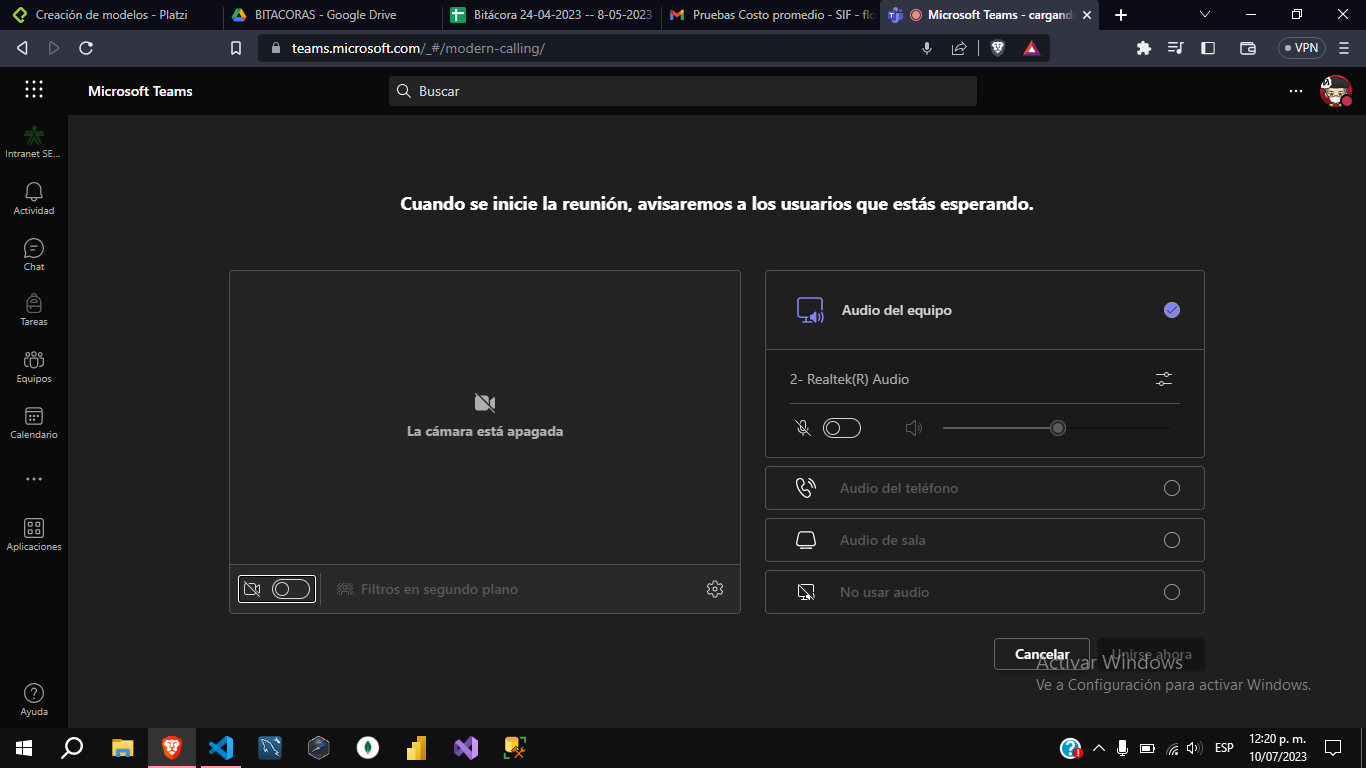 Creación de modelos - Platzi
BITACORAS - Google Drive
Bitácora 24-04-2023 -- 8-05-2023
Pruebas Costo promedio - SIF - flo
Microsoft Teams - cargand
teams.microsoft.com/_#/modern-calling/
VPN
Microsoft Teams
Buscar
Intranet SE...
Actividad
Chat
Tareas
Equipos
Calendario
Aplicaciones
Ayuda
Cuando se inicie la reunión, avisaremos a los usuarios que estás esperando.
La cámara está apagada
Filtros en segundo plano
Audio del equipo
2- Realtek(R) Audio
Audio del teléfono
Audio de sala
No usar audio
Cancelar
Unirse ahora
Activar Windows
Ve a Configuración para activar Windows.
ESP
12:20 p. m.
10/07/2023